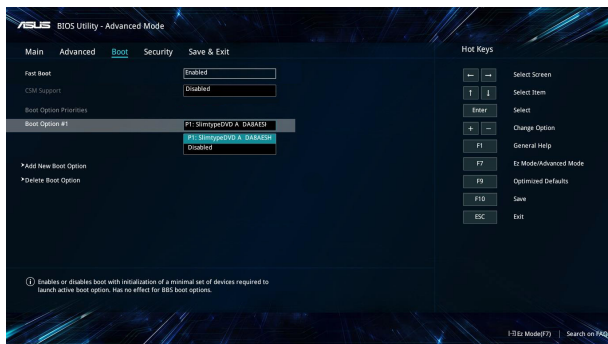 ASUS BIOS Utility - Advanced Mode
Main Advanced Boot Security Save & Exit
Fast Boot Enabled
CSM Support Disabled
Boot Option Priorities
Boot Option #1 P1: SlimtypeDVD A DA8AESH
P1: SlimtypeDVD A DA8AESH
Disabled
➤Add New Boot Option
➤Delete Boot Option
Hot Keys
← → Select Screen
↑ ↓ Select Item
Enter Select
+ − Change Option
F1 General Help
F7 Ez Mode/Advanced Mode
F9 Optimized Defaults
F10 Save
ESC Exit
i Enables or disables boot with initialization of a minimal set of devices required to
launch active boot option. Has no effect for BBS boot options.
Ez Mode(F7) | Search on FAQ